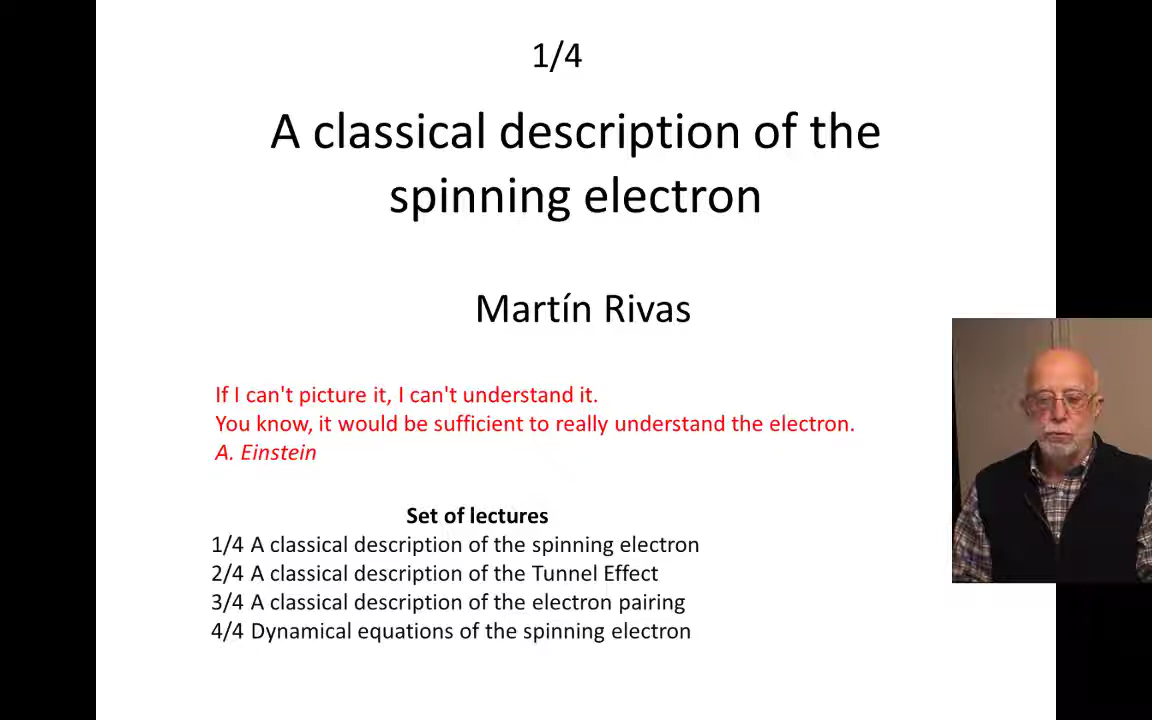 1/4
A classical description of the
spinning electron
Martín Rivas
If I can't picture it, I can't understand it.
You know, it would be sufficient to really understand the electron.
A. Einstein
Set of lectures
1/4 A classical description of the spinning electron
2/4 A classical description of the Tunnel Effect
3/4 A classical description of the electron pairing
4/4 Dynamical equations of the spinning electron